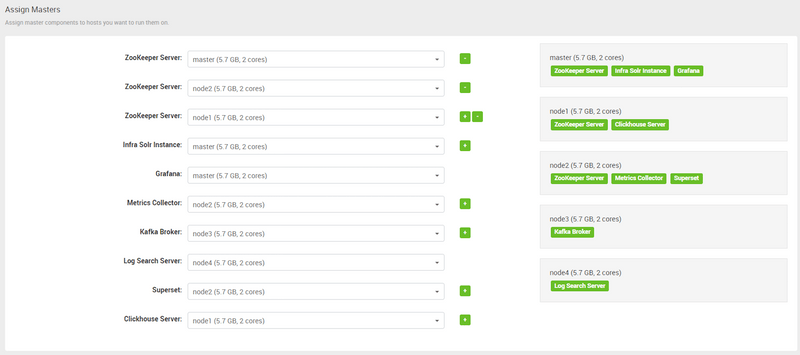 Assign Masters
Assign master components to hosts you want to run them on.
ZooKeeper Server: master (5.7 GB, 2 cores) -
ZooKeeper Server: node2 (5.7 GB, 2 cores) -
ZooKeeper Server: node1 (5.7 GB, 2 cores) + -
Infra Solr Instance: master (5.7 GB, 2 cores) +
Grafana: master (5.7 GB, 2 cores)
Metrics Collector: node2 (5.7 GB, 2 cores) +
Kafka Broker: node3 (5.7 GB, 2 cores) +
Log Search Server: node4 (5.7 GB, 2 cores)
Superset: node2 (5.7 GB, 2 cores) +
Clickhouse Server: node1 (5.7 GB, 2 cores) +
master (5.7 GB, 2 cores)
ZooKeeper Server Infra Solr Instance Grafana
node1 (5.7 GB, 2 cores)
ZooKeeper Server Clickhouse Server
node2 (5.7 GB, 2 cores)
ZooKeeper Server Metrics Collector Superset
node3 (5.7 GB, 2 cores)
Kafka Broker
node4 (5.7 GB, 2 cores)
Log Search Server